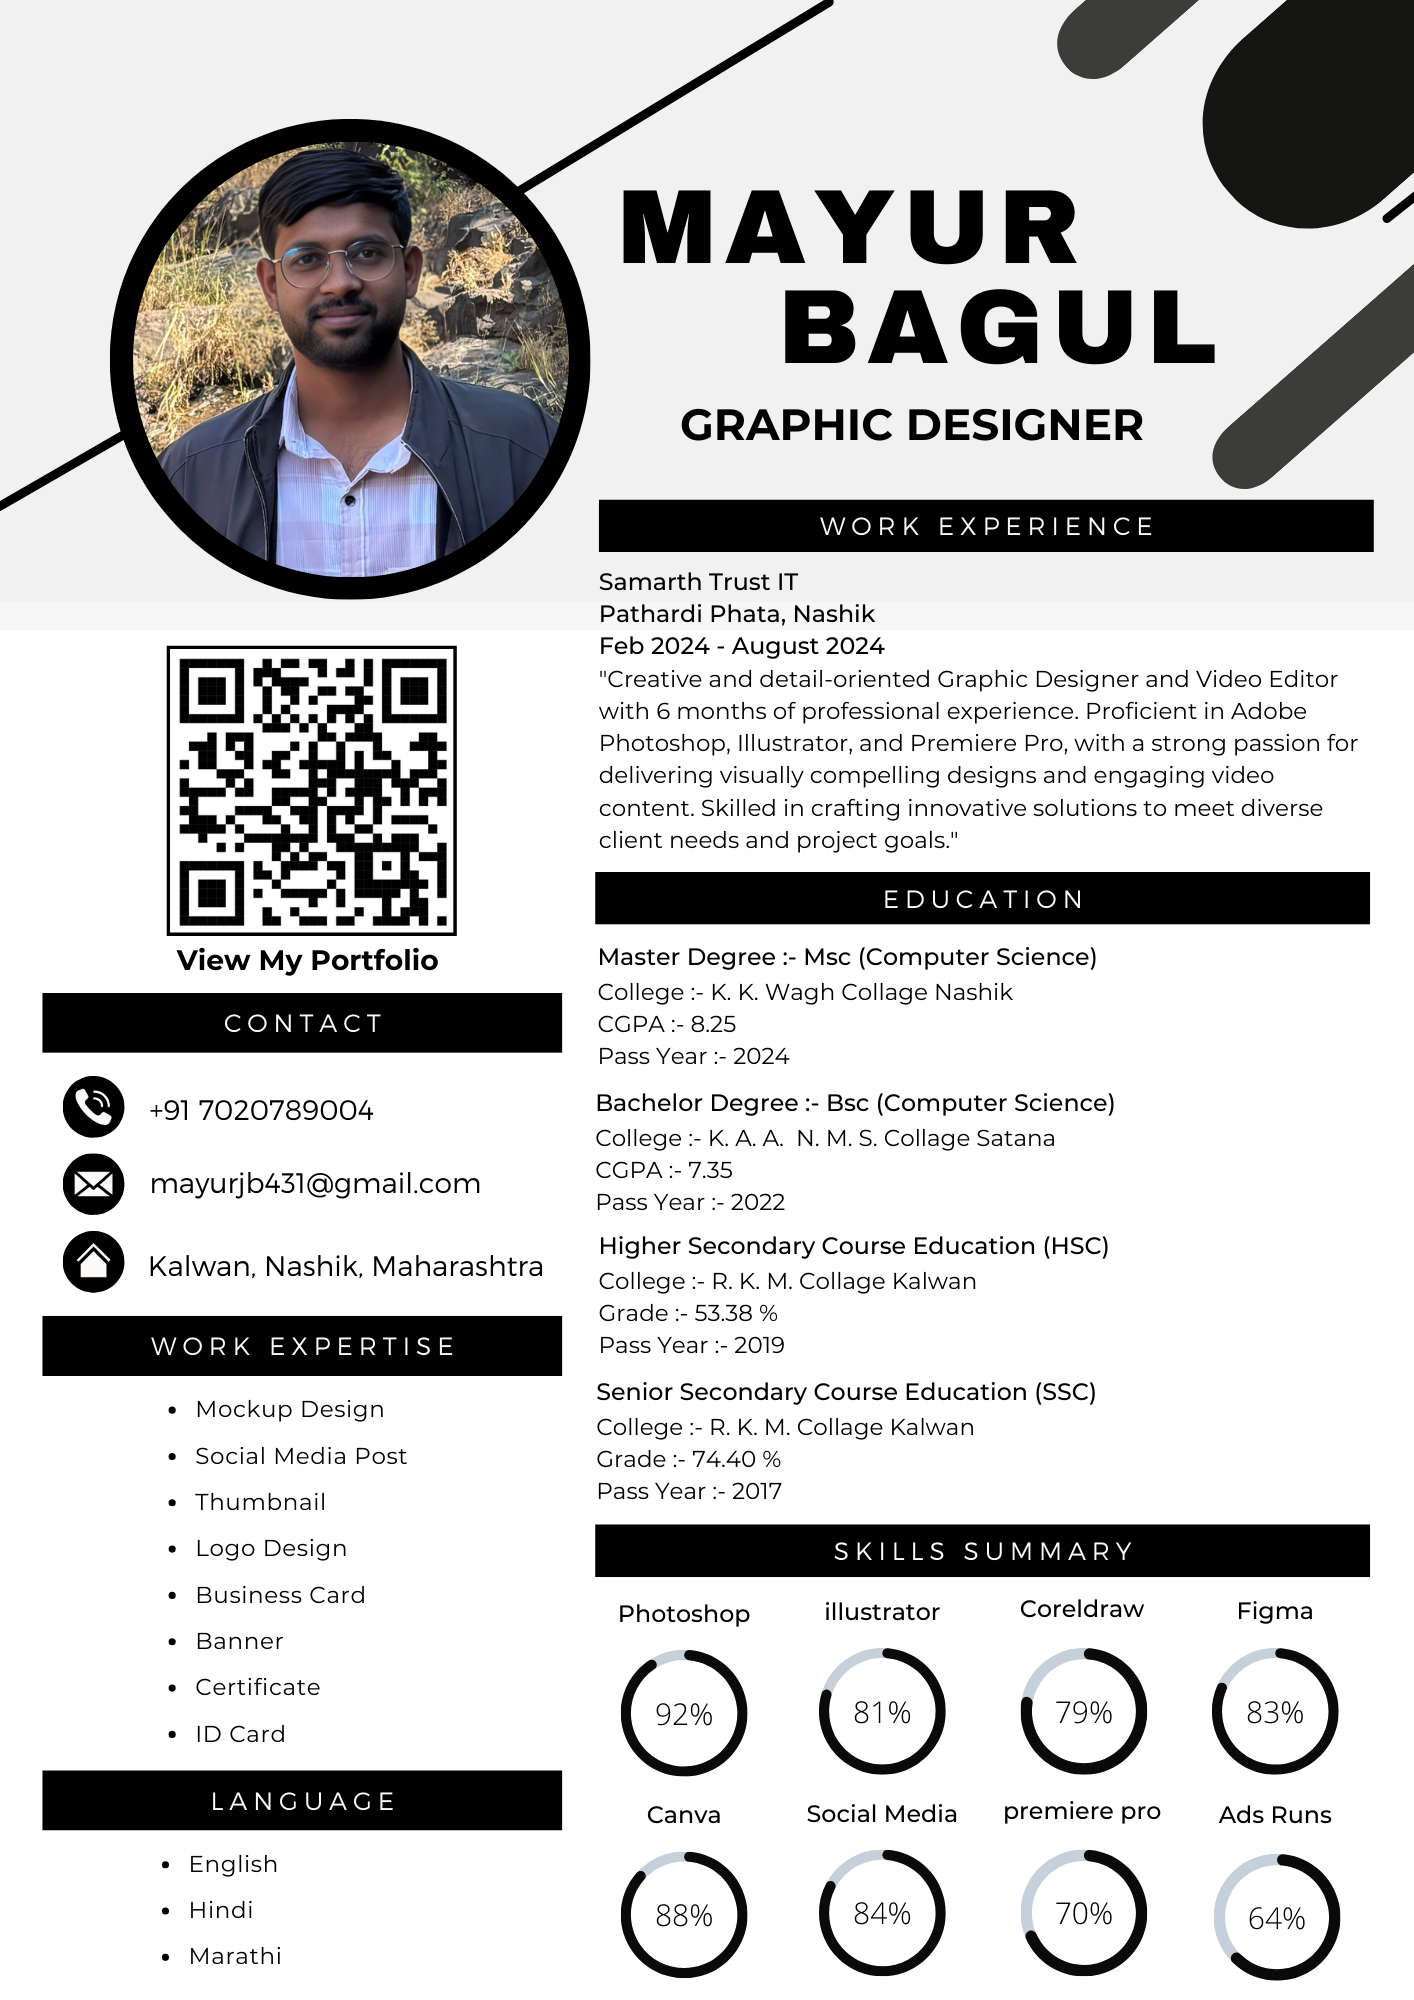 MAYUR
BAGUL
GRAPHIC DESIGNER
WORK EXPERIENCE
Samarth Trust IT
Pathardi Phata, Nashik
Feb 2024 - August 2024
"Creative and detail-oriented Graphic Designer and Video Editor
with 6 months of professional experience. Proficient in Adobe
Photoshop, Illustrator, and Premiere Pro, with a strong passion for
delivering visually compelling designs and engaging video
content. Skilled in crafting innovative solutions to meet diverse
client needs and project goals."
View My Portfolio
CONTACT
+91 7020789004
mayurjb431@gmail.com
Kalwan, Nashik, Maharashtra
WORK EXPERTISE
• Mockup Design
• Social Media Post
• Thumbnail
• Logo Design
• Business Card
• Banner
• Certificate
• ID Card
LANGUAGE
• English
• Hindi
• Marathi
EDUCATION
Master Degree :- Msc (Computer Science)
College :- K. K. Wagh Collage Nashik
CGPA :- 8.25
Pass Year :- 2024
Bachelor Degree :- Bsc (Computer Science)
College :- K. A. A.  N. M. S. Collage Satana
CGPA :- 7.35
Pass Year :- 2022
Higher Secondary Course Education (HSC)
College :- R. K. M. Collage Kalwan
Grade :- 53.38 %
Pass Year :- 2019
Senior Secondary Course Education (SSC)
College :- R. K. M. Collage Kalwan
Grade :- 74.40 %
Pass Year :- 2017
SKILLS SUMMARY
Photoshop illustrator Coreldraw Figma
92% 81% 79% 83%
Canva Social Media premiere pro Ads Runs
88% 84% 70% 64%